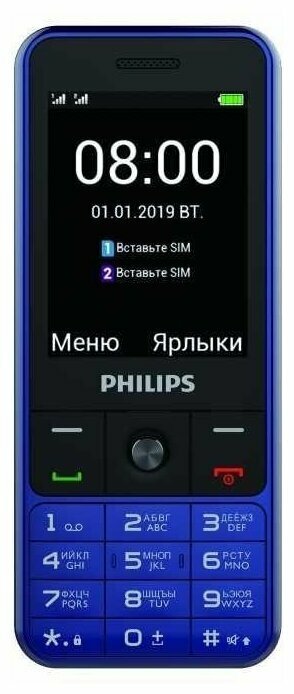 08:00
01.01.2019 ВТ.
1 Вставьте SIM
2 Вставьте SIM
Меню Ярлыки
PHILIPS
1
2 АБВГ ABC
3 ДЕЁЖЗ DEF
4 ИЙКЛ GHI
5 МНОП JKL
6 РСТУ MNO
7 ФХЦЧ PQRS
8 ШЩЪЫ TUV
9 ЬЭЮЯ WXYZ
*.
0 +
#